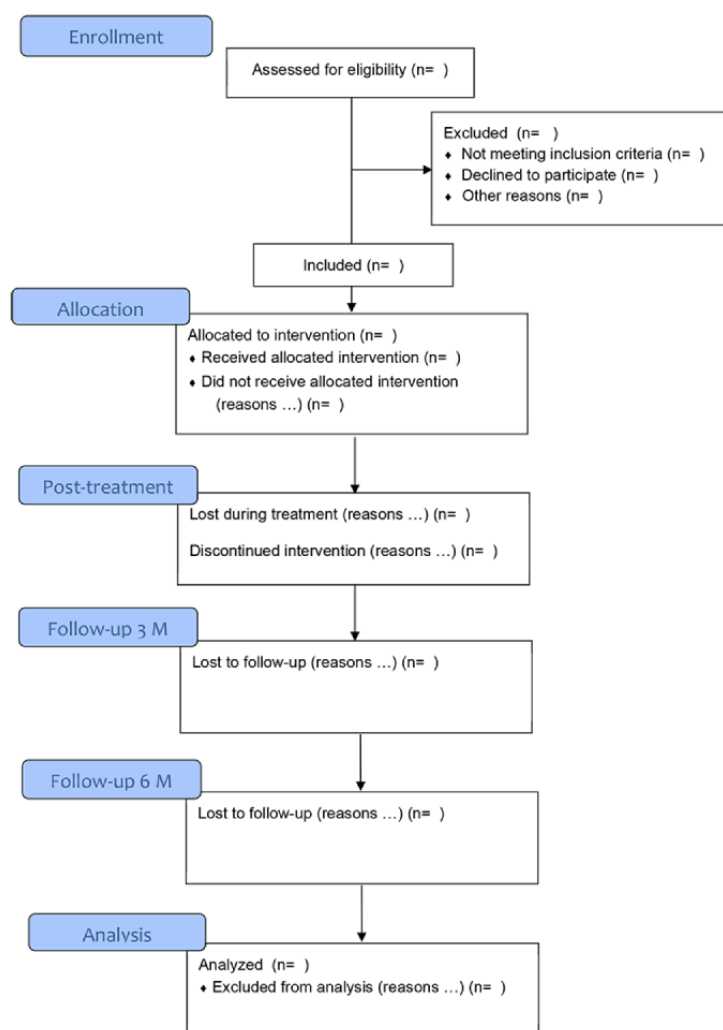 Enrollment
Assessed for eligibility (n=  )
Excluded  (n=   )
♦ Not meeting inclusion criteria (n=  )
♦ Declined to participate (n=  )
♦ Other reasons (n=  )
Included (n=  )
Allocation
Allocated to intervention (n=  )
♦ Received allocated intervention (n=  )
♦ Did not receive allocated intervention
(reasons ...) (n=  )
Post-treatment
Lost during treatment (reasons ...) (n=  )
Discontinued intervention (reasons ...) (n=  )
Follow-up 3 M
Lost to follow-up (reasons ...) (n=  )
Follow-up 6 M
Lost to follow-up (reasons ...) (n=  )
Analysis
Analyzed  (n=  )
♦ Excluded from analysis (reasons ...) (n=  )